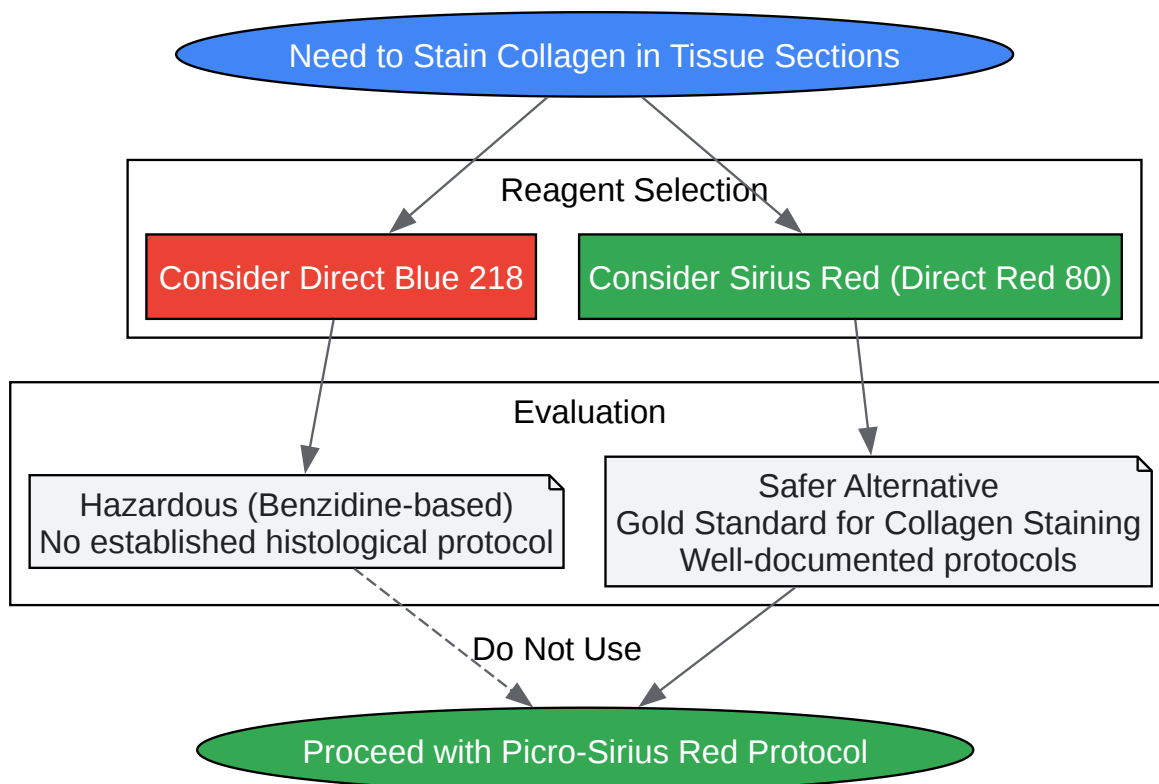 Need to Stain Collagen in Tissue Sections
Reagent Selection
Consider Direct Blue 218
Consider Sirius Red (Direct Red 80)
Evaluation
Hazardous (Benzidine-based)
No established histological protocol
Safer Alternative
Gold Standard for Collagen Staining
Well-documented protocols
Do Not Use
Proceed with Picro-Sirius Red Protocol